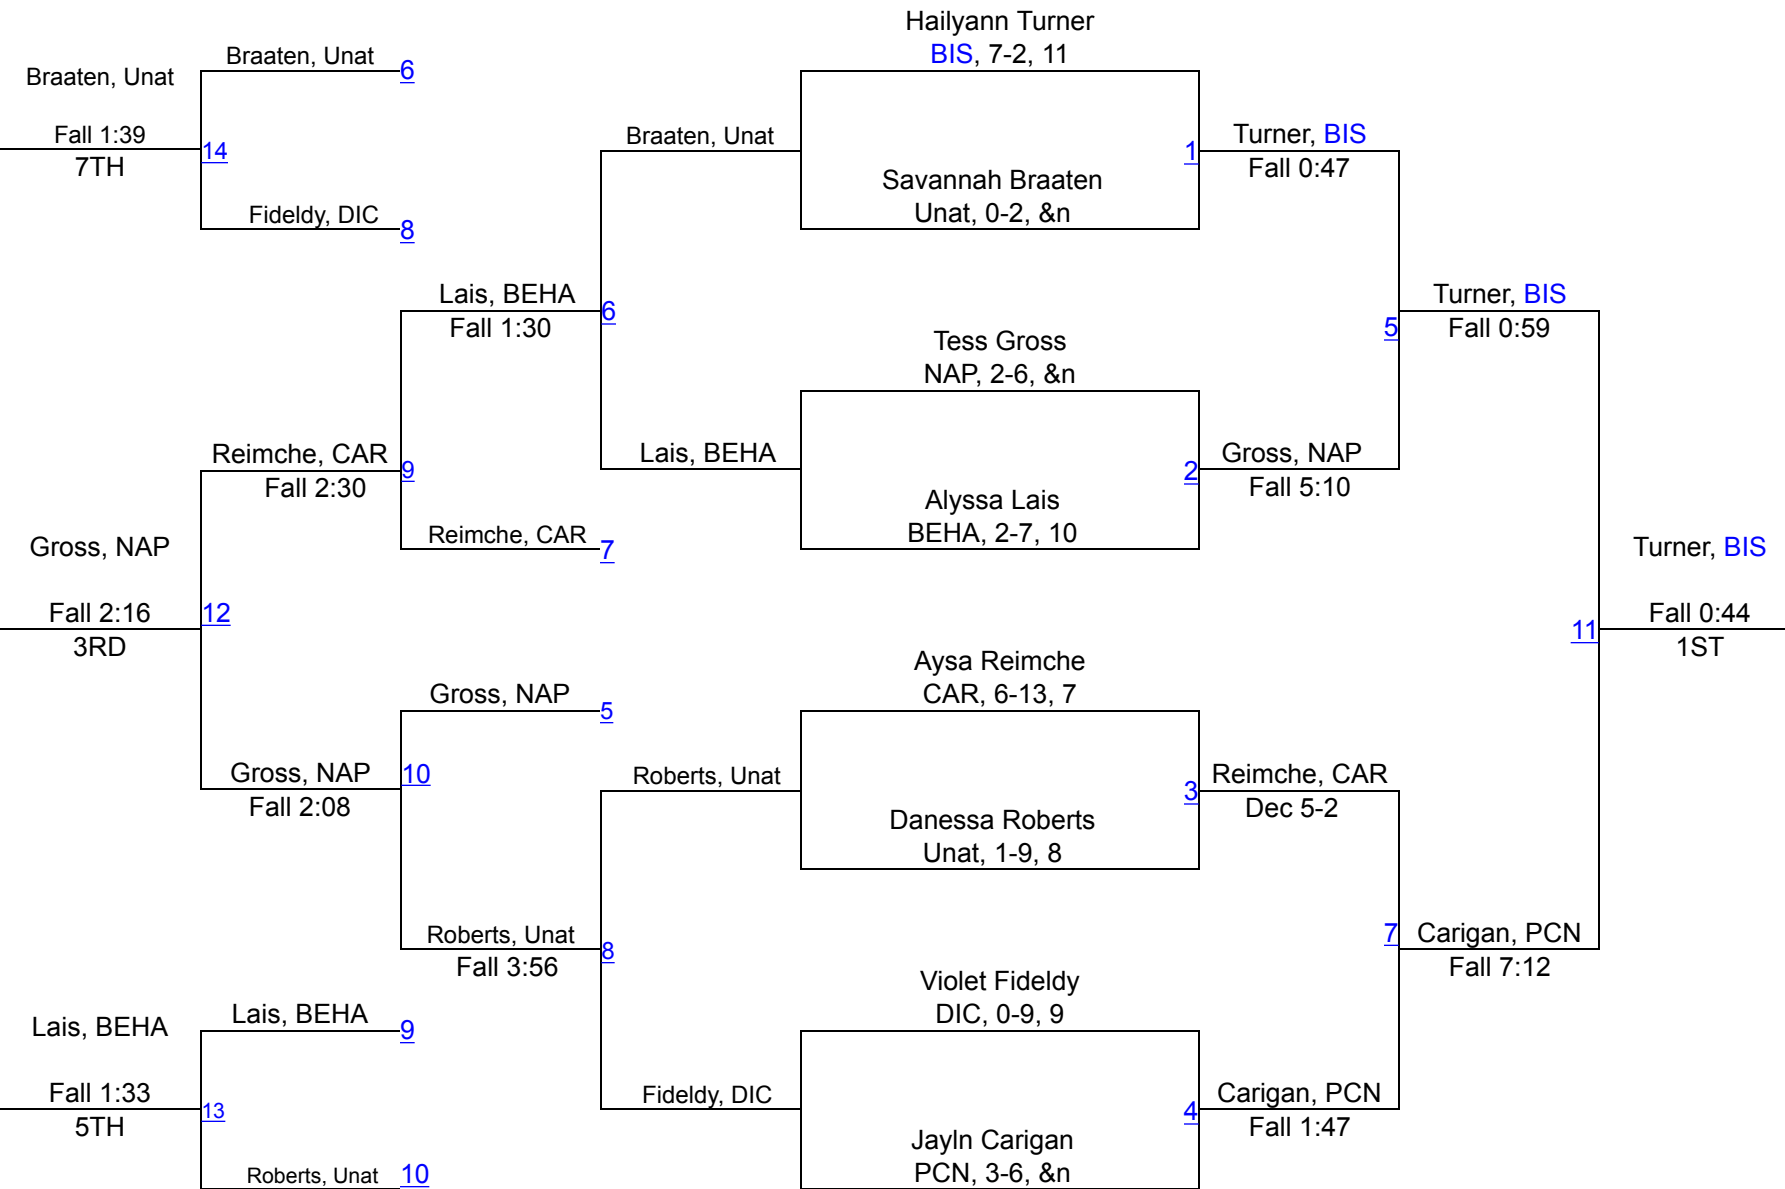 Hailyann Turner
BIS, 7-2, 11
Braaten, Unat
6
Braaten, Unat
Fall 1:39
14
7TH
Fideldy, DIC
8
Braaten, Unat
Savannah Braaten
Unat, 0-2, &n
1
Turner, BIS
Fall 0:47
Lais, BEHA
Fall 1:30
6
Tess Gross
NAP, 2-6, &n
5
Turner, BIS
Fall 0:59
Reimche, CAR
Fall 2:30
9
Lais, BEHA
Alyssa Lais
BEHA, 2-7, 10
2
Gross, NAP
Fall 5:10
Reimche, CAR
7
Gross, NAP
Fall 2:16
12
3RD
Turner, BIS
11
Fall 0:44
1ST
Aysa Reimche
CAR, 6-13, 7
Gross, NAP
5
Gross, NAP
Fall 2:08
10
Roberts, Unat
Danessa Roberts
Unat, 1-9, 8
3
Reimche, CAR
Dec 5-2
Roberts, Unat
Fall 3:56
8
7
Carigan, PCN
Fall 7:12
Violet Fideldy
DIC, 0-9, 9
Lais, BEHA
Lais, BEHA
9
Fall 1:33
13
5TH
Fideldy, DIC
Jayln Carigan
PCN, 3-6, &n
4
Carigan, PCN
Fall 1:47
Roberts, Unat
10